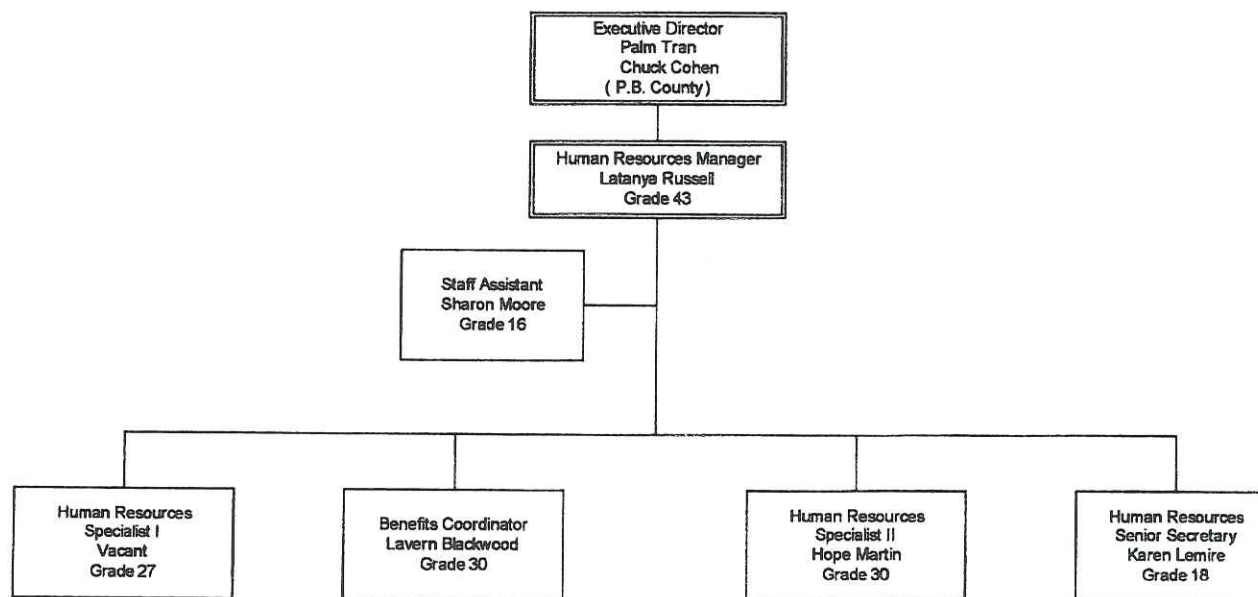 Executive Director
Palm Tran
Chuck Cohen
( P.B. County)
Human Resources Manager
Latanya Russell
Grade 43
Staff Assistant
Sharon Moore
Grade 16
Human Resources
Specialist I
Vacant
Grade 27
Benefits Coordinator
Lavern Blackwood
Grade 30
Human Resources
Specialist II
Hope Martin
Grade 30
Human Resources
Senior Secretary
Karen Lemire
Grade 18